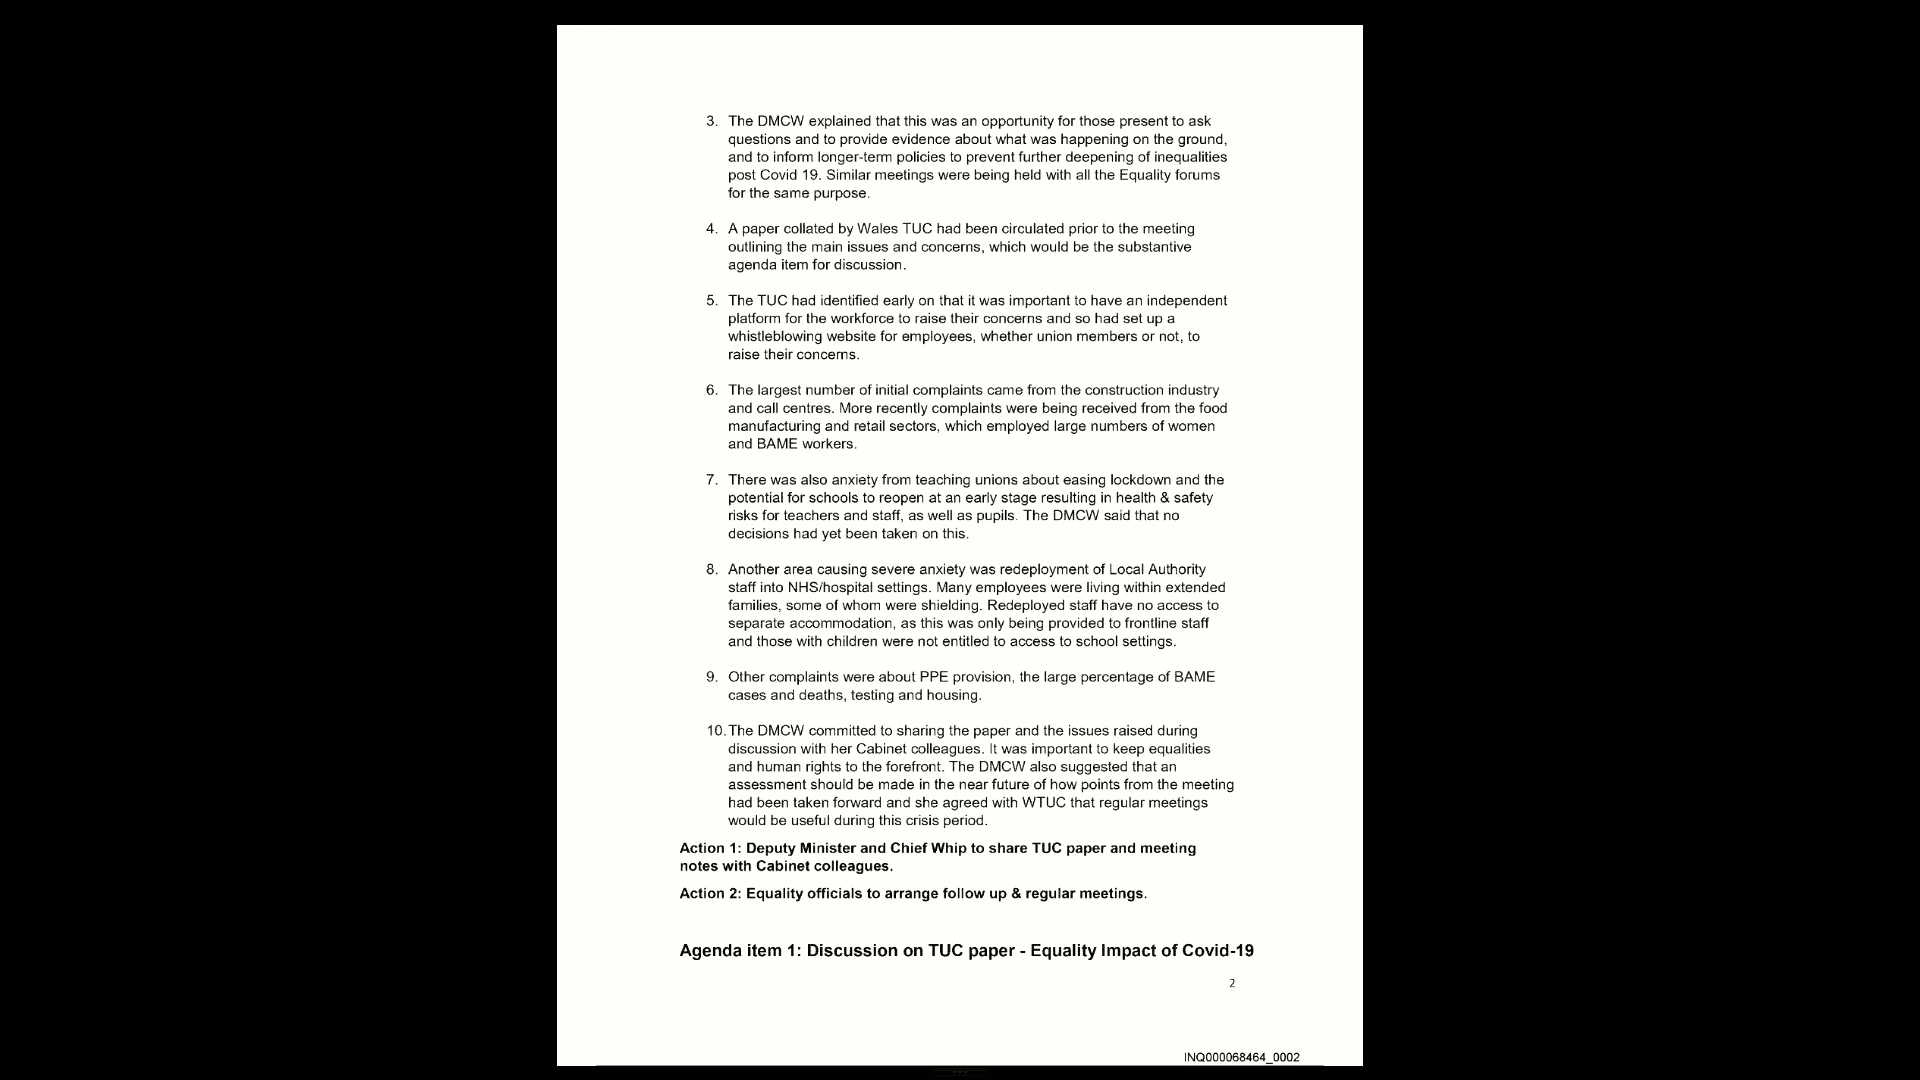 3. The DMCW explained that this was an opportunity for those present to ask
questions and to provide evidence about what was happening on the ground,
and to inform longer-term policies to prevent further deepening of inequalities
post Covid 19. Similar meetings were being held with all the Equality forums
for the same purpose.
4. A paper collated by Wales TUC had been circulated prior to the meeting
outlining the main issues and concerns, which would be the substantive
agenda item for discussion.
5. The TUC had identified early on that it was important to have an independent
platform for the workforce to raise their concerns and so had set up a
whistleblowing website for employees, whether union members or not, to
raise their concerns.
6. The largest number of initial complaints came from the construction industry
and call centres. More recently complaints were being received from the food
manufacturing and retail sectors, which employed large numbers of women
and BAME workers.
7. There was also anxiety from teaching unions about easing lockdown and the
potential for schools to reopen at an early stage resulting in health & safety
risks for teachers and staff, as well as pupils. The DMCW said that no
decisions had yet been taken on this.
8. Another area causing severe anxiety was redeployment of Local Authority
staff into NHS/hospital settings. Many employees were living within extended
families, some of whom were shielding. Redeployed staff have no access to
separate accommodation, as this was only being provided to frontline staff
and those with children were not entitled to access to school settings.
9. Other complaints were about PPE provision, the large percentage of BAME
cases and deaths, testing and housing.
10. The DMCW committed to sharing the paper and the issues raised during
discussion with her Cabinet colleagues. It was important to keep equalities
and human rights to the forefront. The DMCW also suggested that an
assessment should be made in the near future of how points from the meeting
had been taken forward and she agreed with WTUC that regular meetings
would be useful during this crisis period.
Action 1: Deputy Minister and Chief Whip to share TUC paper and meeting
notes with Cabinet colleagues.
Action 2: Equality officials to arrange follow up & regular meetings.
Agenda item 1: Discussion on TUC paper - Equality Impact of Covid-19
2
INQ000068464_0002